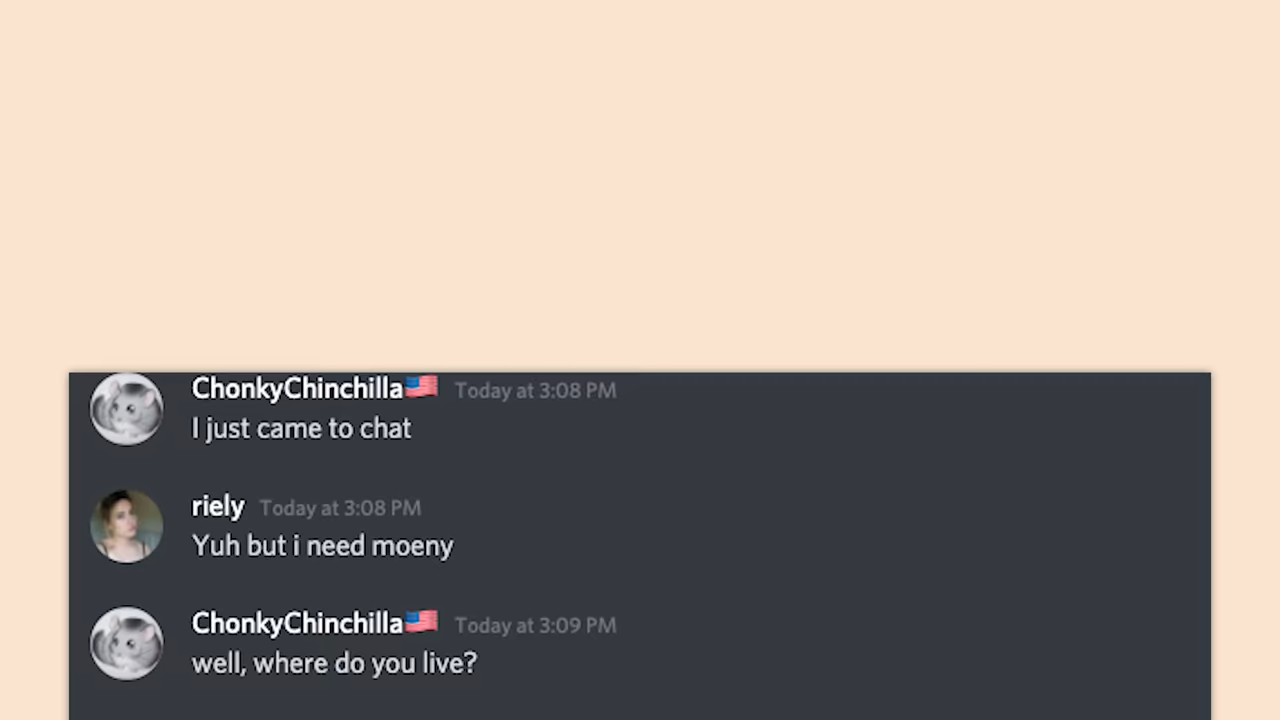 ChonkyChinchilla🇺🇸 Today at 3:08 PM
I just came to chat
riely Today at 3:08 PM
Yuh but i need moeny
ChonkyChinchilla🇺🇸 Today at 3:09 PM
well, where do you live?